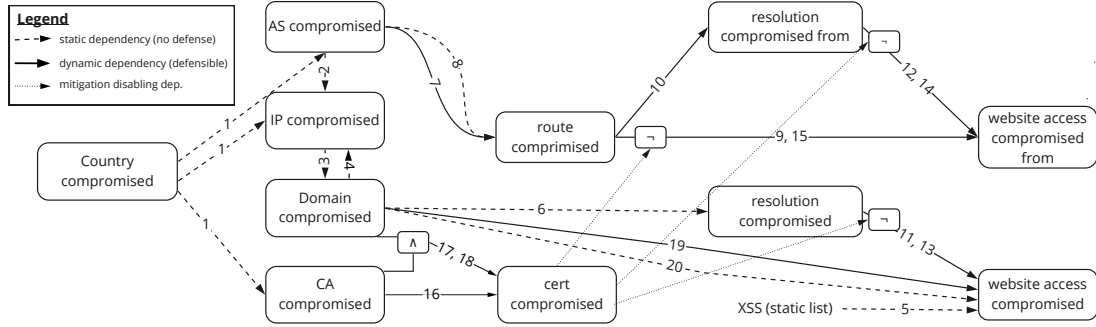 Legend
static dependency (no defense)
dynamic dependency (defensible)
mitigation disabling dep.
AS compromised
IP compromised
Country
compromised
Domain
compromised
CA
compromised
route
comprimised
cert
compromised
resolution
compromised from
website access
compromised
from
resolution
compromised
website access
compromised
XSS (static list)
1
1
1
2
3
4
8
7
10
12, 14
9, 15
6
11, 13
19
20
17, 18
16
5
¬
¬
¬
∧